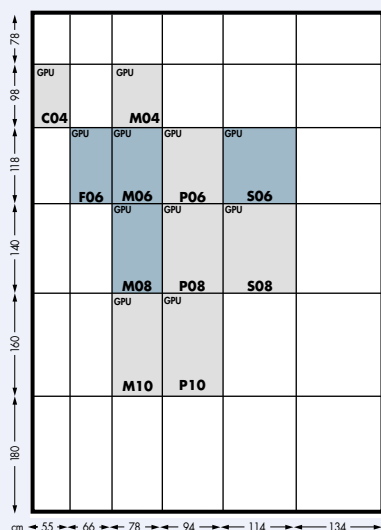 78
98
GPU GPU
C04 M04
118
GPU GPU GPU GPU
F06 M06 P06 S06
140
GPU GPU GPU
M08 P08 S08
160
GPU GPU
M10 P10
180
cm 55 66 78 94 114 134